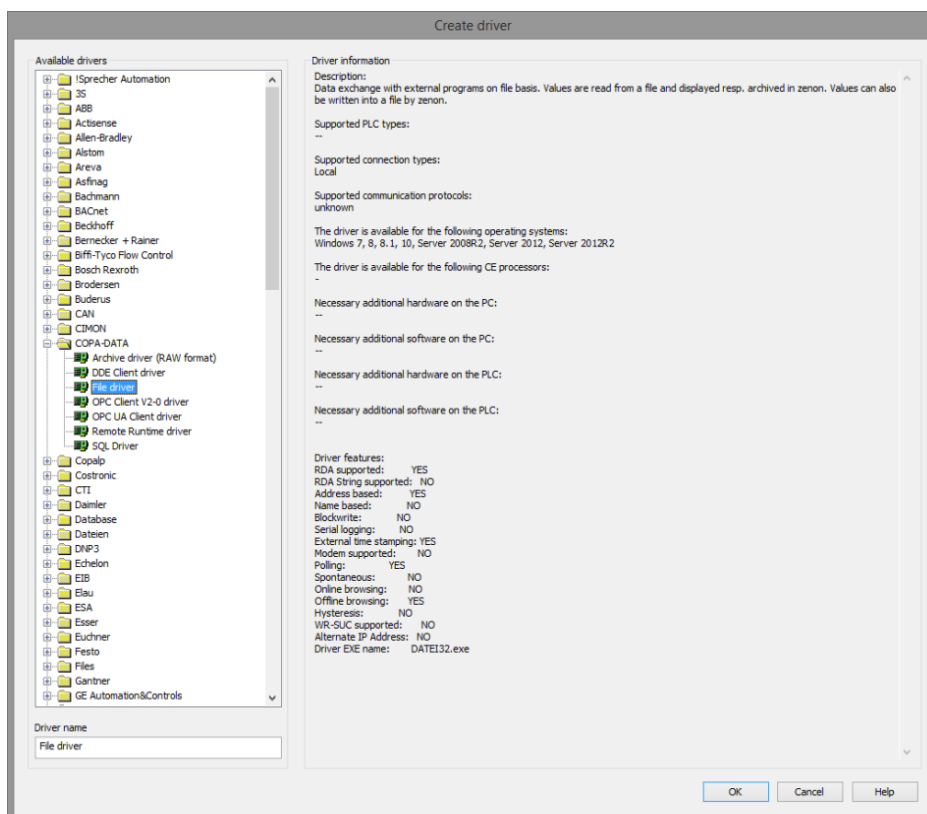 Create driver
Available drivers
!Sprecher Automation
3S
ABB
Actisense
Allen-Bradley
Alstom
Areva
Asfinag
Bachmann
BACnet
Beckhoff
Bernecker + Rainer
Biffi-Tyco Flow Control
Bosch Rexroth
Brodersen
Buderus
CAN
CIMON
COPA-DATA
Archive driver (RAW format)
DDE Client driver
File driver
OPC Client V2-0 driver
OPC UA Client driver
Remote Runtime driver
SQL Driver
Copalp
Costronic
CTI
Daimler
Database
Dateien
DNP3
Echelon
EIB
Elau
ESA
Esser
Euchner
Festo
Files
Gantner
GE Automation&Controls
Driver name
File driver
Driver information
Description:
Data exchange with external programs on file basis. Values are read from a file and displayed resp. archived in zenon. Values can also
be written into a file by zenon.
Supported PLC types:
--
Supported connection types:
Local
Supported communication protocols:
unknown
The driver is available for the following operating systems:
Windows 7, 8, 8.1, 10, Server 2008R2, Server 2012, Server 2012R2
The driver is available for the following CE processors:
-
Necessary additional hardware on the PC:
--
Necessary additional software on the PC:
--
Necessary additional hardware on the PLC:
--
Necessary additional software on the PLC:
--
Driver features:
RDA supported: YES
RDA String supported: NO
Address based: YES
Name based: NO
Blockwrite: NO
Serial logging: NO
External time stamping: YES
Modem supported: NO
Polling: YES
Spontaneous: NO
Online browsing: NO
Offline browsing: YES
Hysteresis: NO
WR-SUC supported: NO
Alternate IP Address: NO
Driver EXE name: DATEI32.exe
OK Cancel Help